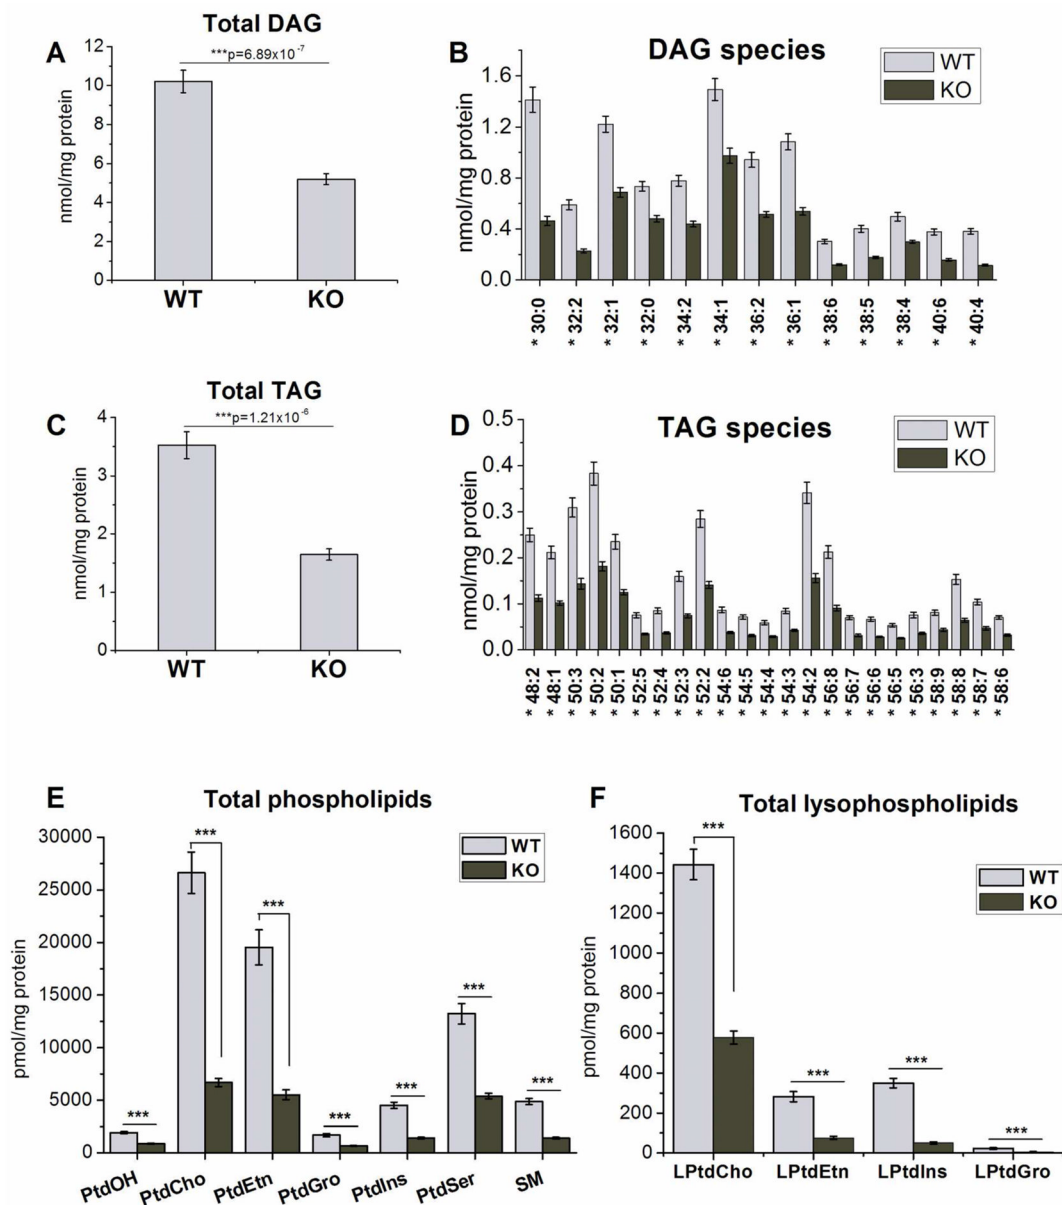 A
Total DAG
***p=6.89x10-7
nmol/mg protein
12
10
8
6
4
2
0
WT
KO
B
DAG species
WT
KO
nmol/mg protein
1.6
1.2
0.8
0.4
0.0
* 30:0
* 32:2
* 32:1
* 32:0
* 34:2
* 34:1
* 36:2
* 36:1
* 38:6
* 38:5
* 38:4
* 40:6
* 40:4
C
Total TAG
***p=1.21x10-6
nmol/mg protein
4
3
2
1
0
WT
KO
D
TAG species
WT
KO
nmol/mg protein
0.5
0.4
0.3
0.2
0.1
0.0
* 48:2
* 48:1
* 50:3
* 50:2
* 50:1
* 52:5
* 52:4
* 52:3
* 52:2
* 54:6
* 54:5
* 54:4
* 54:3
* 54:2
* 56:8
* 56:7
* 56:6
* 56:5
* 56:3
* 58:9
* 58:8
* 58:7
* 58:6
E
Total phospholipids
WT
KO
pmol/mg protein
30000
25000
20000
15000
10000
5000
0
***
***
***
***
***
***
***
PtdOH
PtdCho
PtdEtn
PtdGro
PtdIns
PtdSer
SM
F
Total lysophospholipids
WT
KO
pmol/mg protein
1600
1400
1200
1000
800
600
400
200
0
***
***
***
***
LPtdCho
LPtdEtn
LPtdIns
LPtdGro